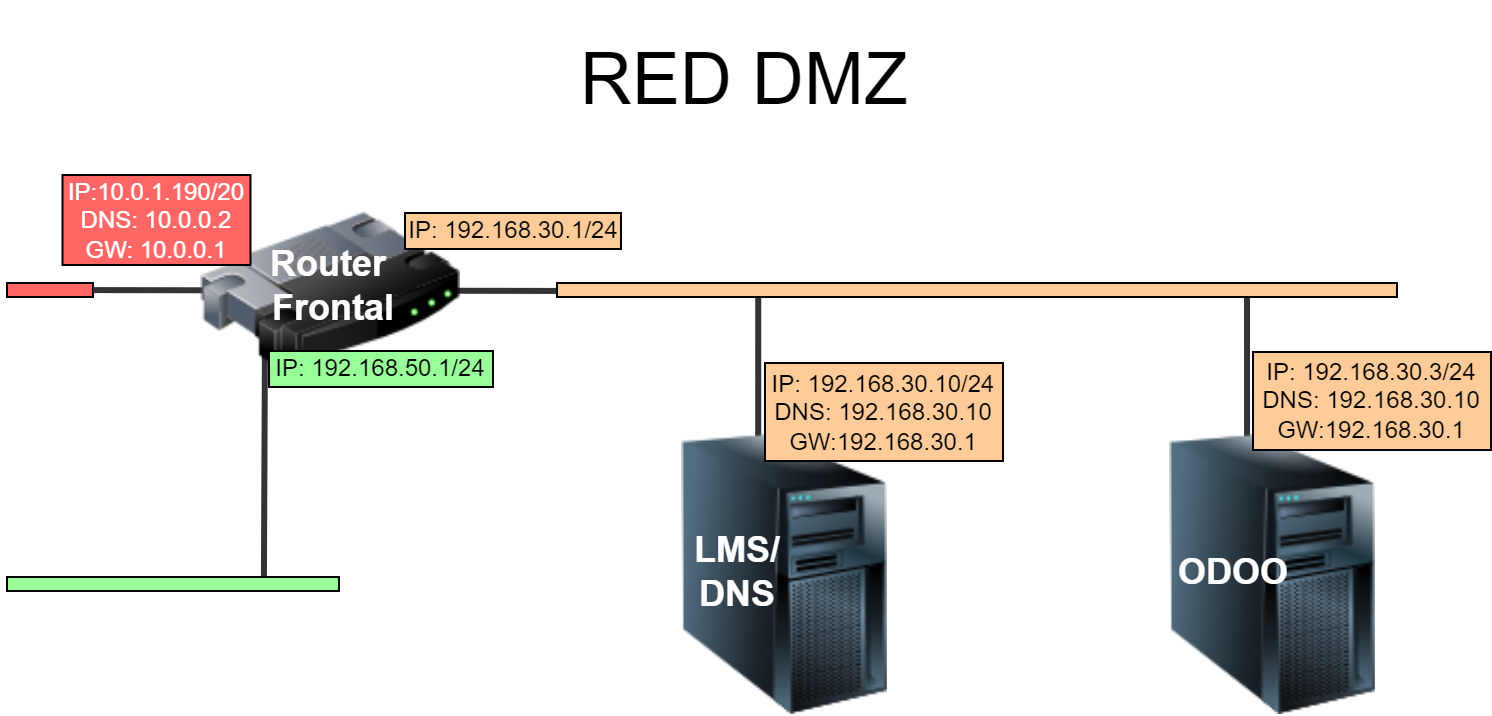 RED DMZ
IP:10.0.1.190/20
DNS: 10.0.0.2
GW: 10.0.0.1
IP: 192.168.30.1/24
Router
Frontal
IP: 192.168.50.1/24
IP: 192.168.30.10/24
DNS: 192.168.30.10
GW:192.168.30.1
IP: 192.168.30.3/24
DNS: 192.168.30.10
GW:192.168.30.1
LMS/
DNS
ODOO